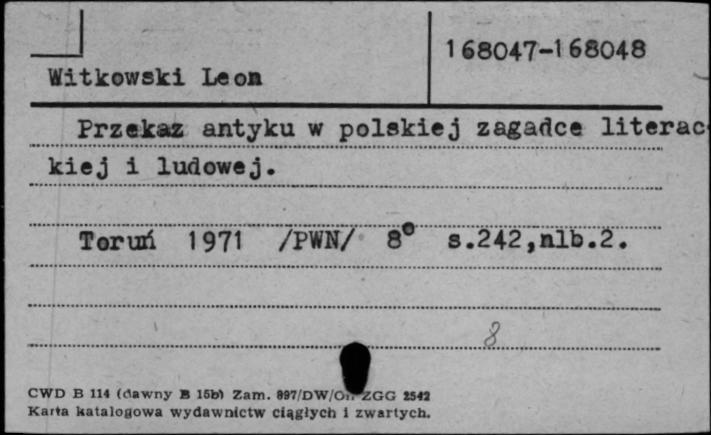 168047-168048
Witkowski Leon
Przekaz antyku w polskiej zagadce literac
kiej i ludowej.
Toruń 1971 /PWN/ 8° s.242,nlb.2.
8
CWD B 114 (dawny B 15b) Zam. 897/DW/On ZGG 2542
Karta katalogowa wydawnictw ciągłych i zwartych.